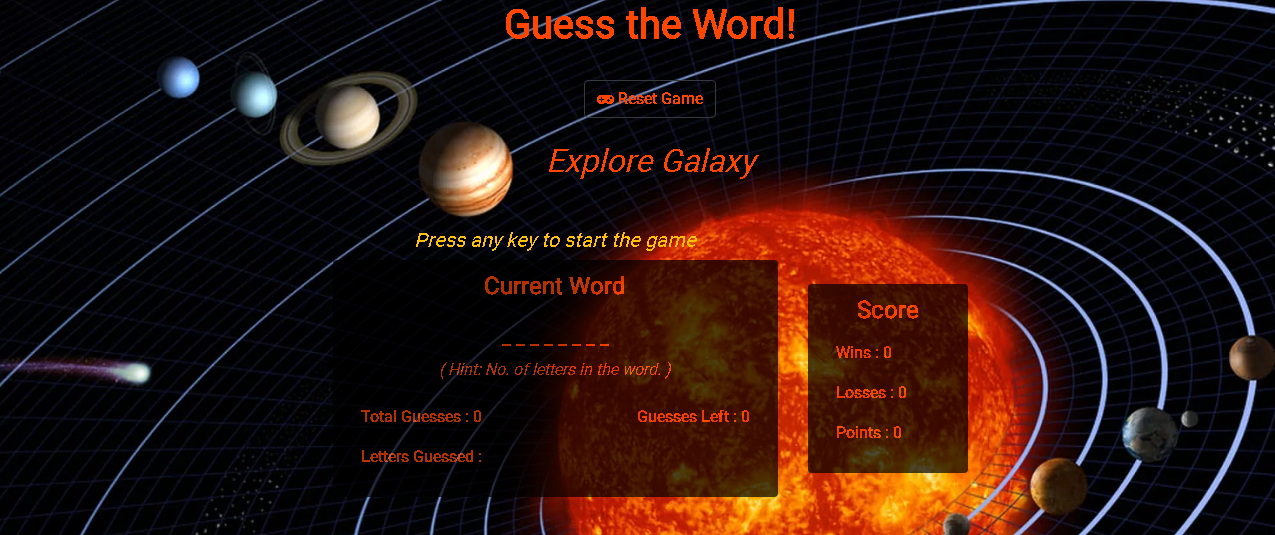 Guess the Word!
Reset Game
Explore Galaxy
Press any key to start the game
Current Word
_ _ _ _ _ _ _ _
( Hint: No. of letters in the word. )
Total Guesses : 0 Guesses Left : 0
Letters Guessed :
Score
Wins : 0
Losses : 0
Points : 0